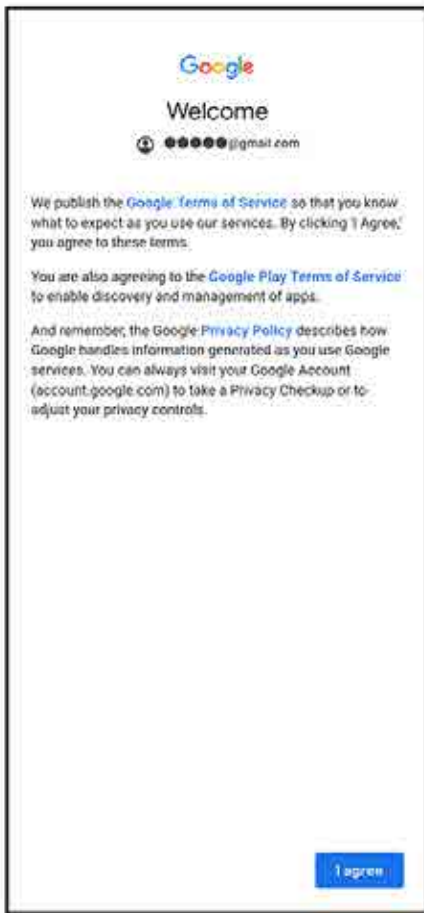 Google
Welcome
●●●●●@gmail.com
We publish the Google Terms of Service so that you know
what to expect as you use our services. By clicking 'I Agree,'
you agree to these terms.
You are also agreeing to the Google Play Terms of Service
to enable discovery and management of apps.
And remember, the Google Privacy Policy describes how
Google handles information generated as you use Google
services. You can always visit your Google Account
(account.google.com) to take a Privacy Checkup or to
adjust your privacy controls.
I agree